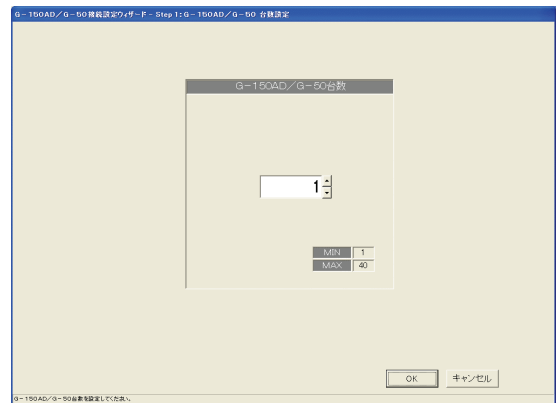 G-150AD/G-50接続設定ウィザード - Step 1:G-150AD/G-50 台数設定
G-150AD/G-50台数
1
MIN 1
MAX 40
OK キャンセル
G-150AD/G-50台数を設定してください。